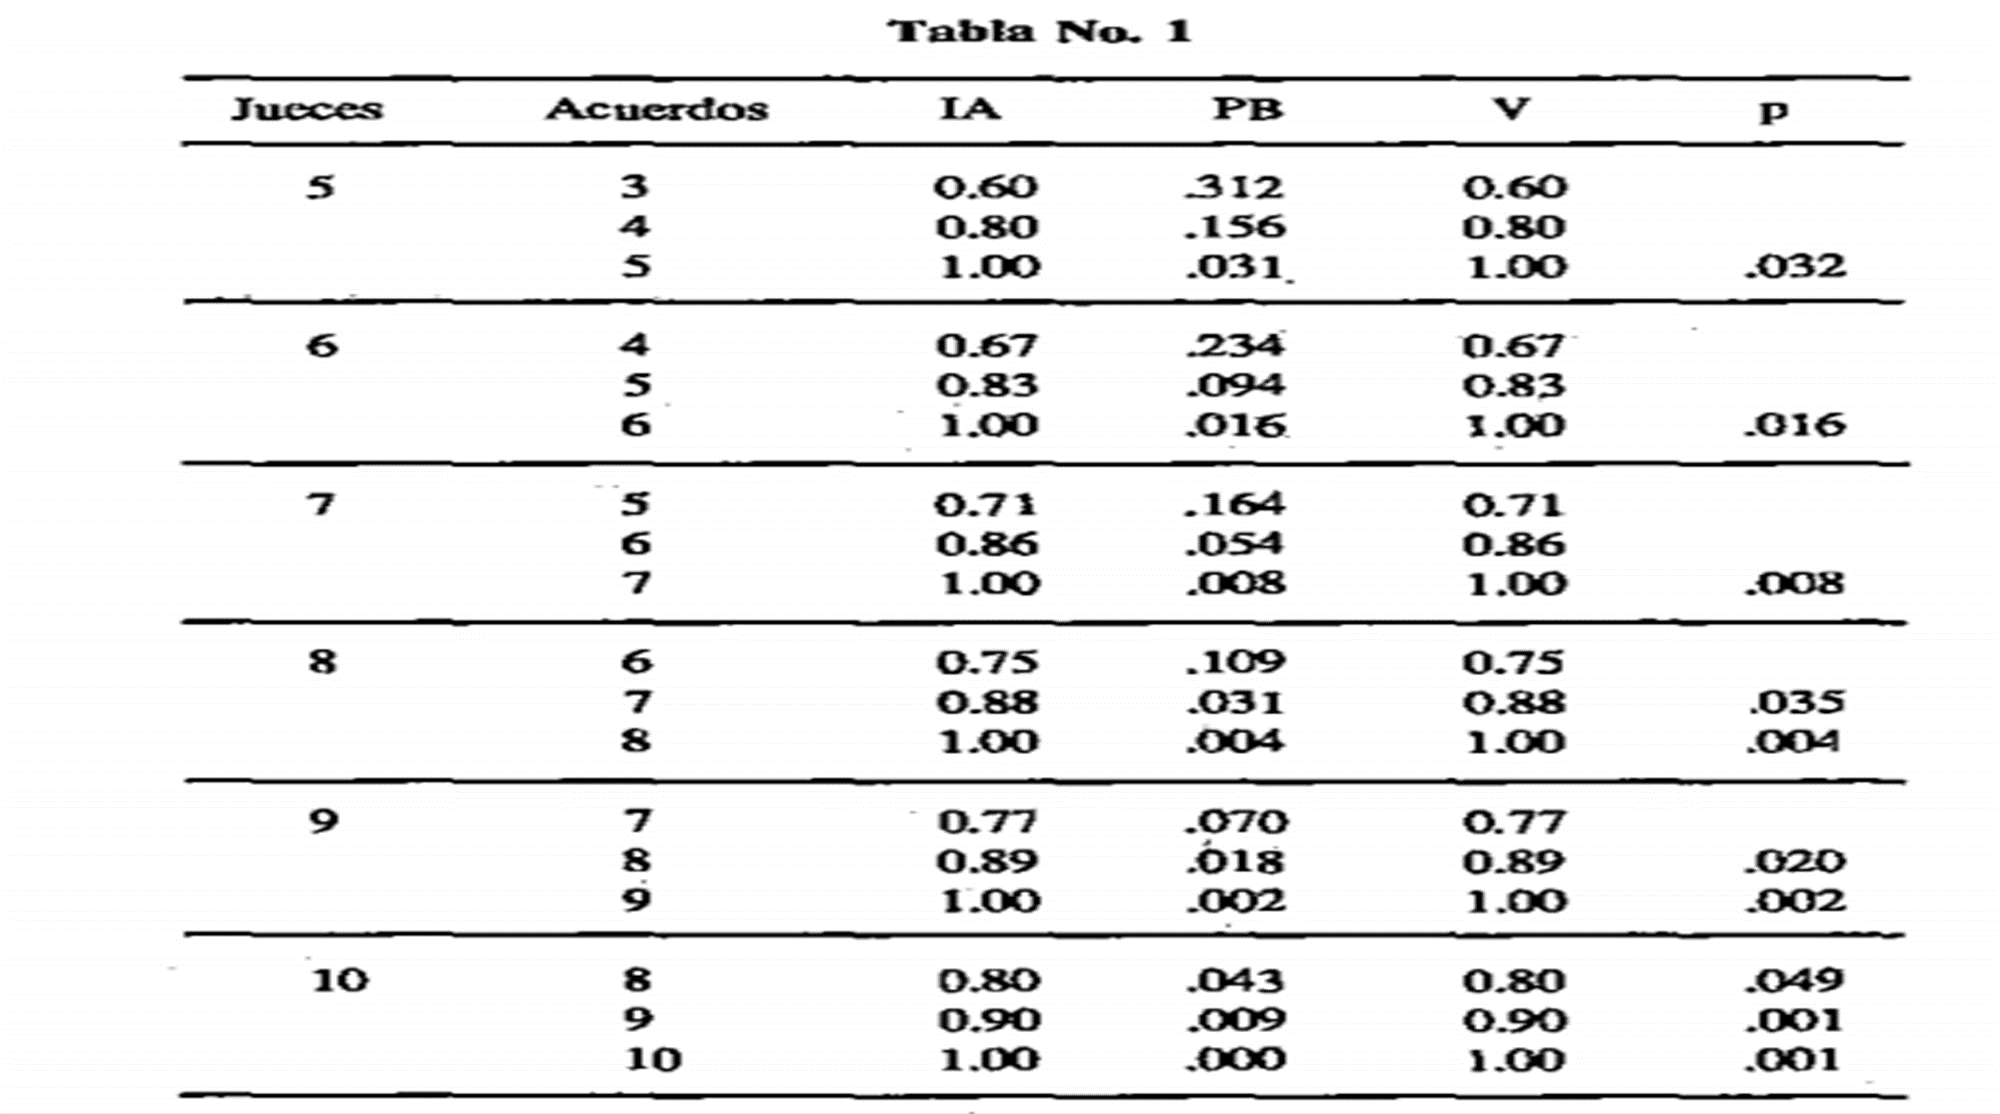 Tabla No. 1
Jueces Acuerdos IA PB V p
5 3 0.60 .312 0.60
4 0.80 .156 0.80
5 1.00 .031 1.00 .032
6 4 0.67 .234 0.67
5 0.83 .094 0.83
6 1.00 .016 1.00 .016
7 5 0.71 .164 0.71
6 0.86 .054 0.86
7 1.00 .008 1.00 .008
8 6 0.75 .109 0.75
7 0.88 .031 0.88 .035
8 1.00 .004 1.00 .004
9 7 0.77 .070 0.77
8 0.89 .018 0.89 .020
9 1.00 .002 1.00 .002
10 8 0.80 .043 0.80 .049
9 0.90 .009 0.90 .001
10 1.00 .000 1.00 .001